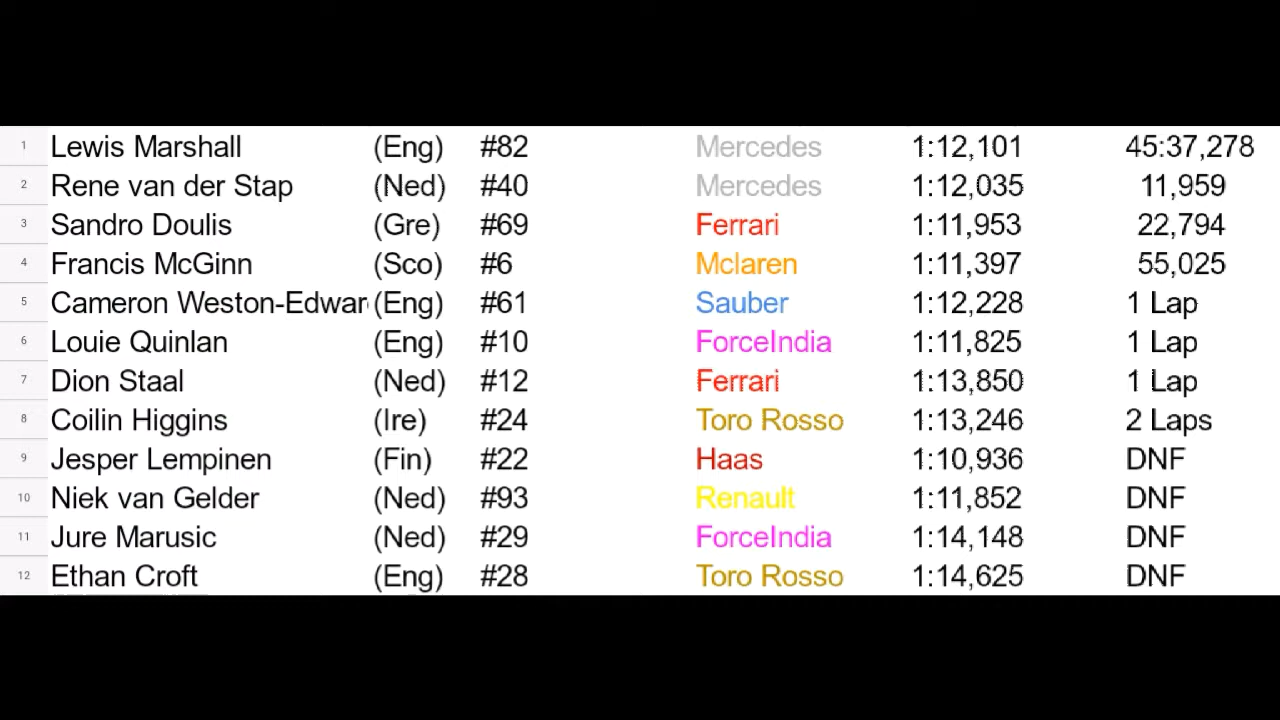 1 Lewis Marshall (Eng) #82 Mercedes 1:12,101 45:37,278
2 Rene van der Stap (Ned) #40 Mercedes 1:12,035 11,959
3 Sandro Doulis (Gre) #69 Ferrari 1:11,953 22,794
4 Francis McGinn (Sco) #6 Mclaren 1:11,397 55,025
5 Cameron Weston-Edwar (Eng) #61 Sauber 1:12,228 1 Lap
6 Louie Quinlan (Eng) #10 ForceIndia 1:11,825 1 Lap
7 Dion Staal (Ned) #12 Ferrari 1:13,850 1 Lap
8 Coilin Higgins (Ire) #24 Toro Rosso 1:13,246 2 Laps
9 Jesper Lempinen (Fin) #22 Haas 1:10,936 DNF
10 Niek van Gelder (Ned) #93 Renault 1:11,852 DNF
11 Jure Marusic (Ned) #29 ForceIndia 1:14,148 DNF
12 Ethan Croft (Eng) #28 Toro Rosso 1:14,625 DNF